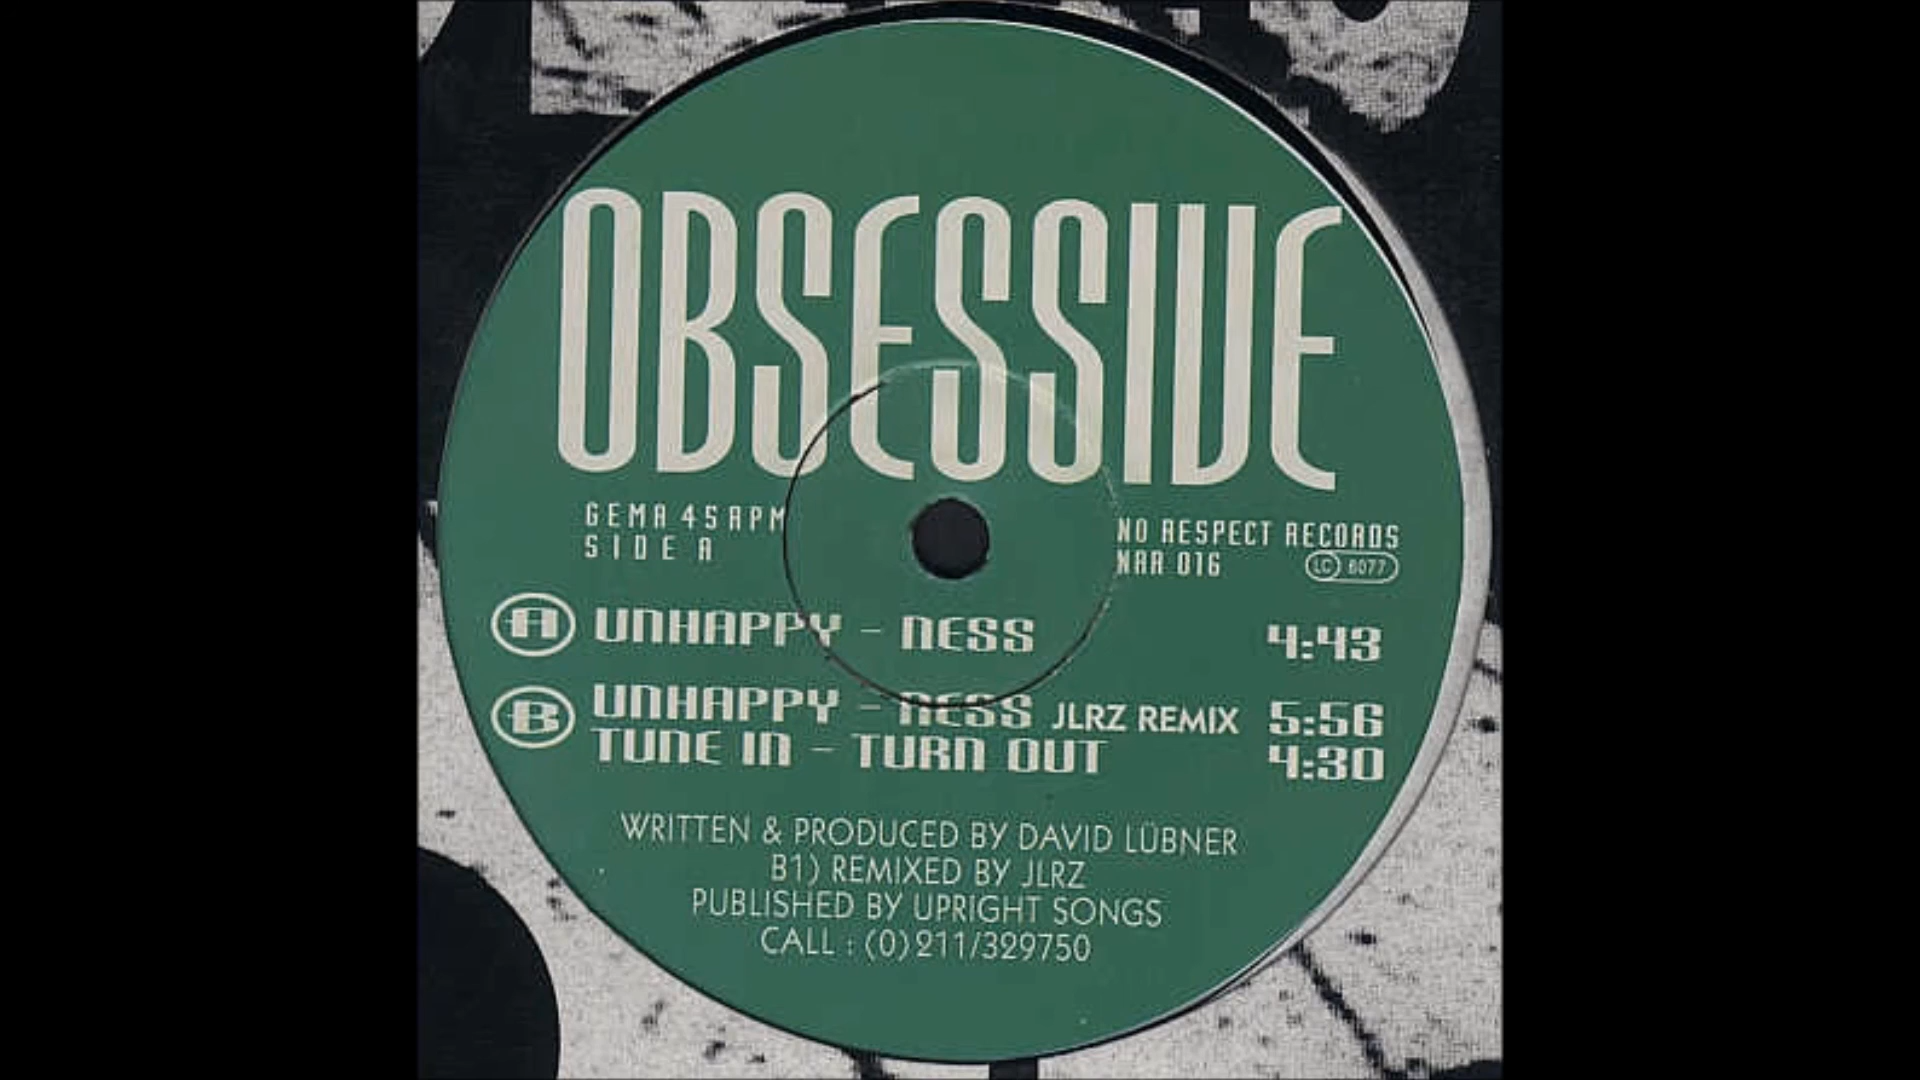 OBSESSIVE
GEMA 45RPM
SIDE A
NO RESPECT RECORDS
NRR 016
LC 8077
A UNHAPPY - NESS 4:43
B UNHAPPY - NESS JLRZ REMIX 5:56
TUNE IN - TURN OUT 4:30
WRITTEN & PRODUCED BY DAVID LÜBNER
B1) REMIXED BY JLRZ
PUBLISHED BY UPRIGHT SONGS
CALL : (0)211/329750